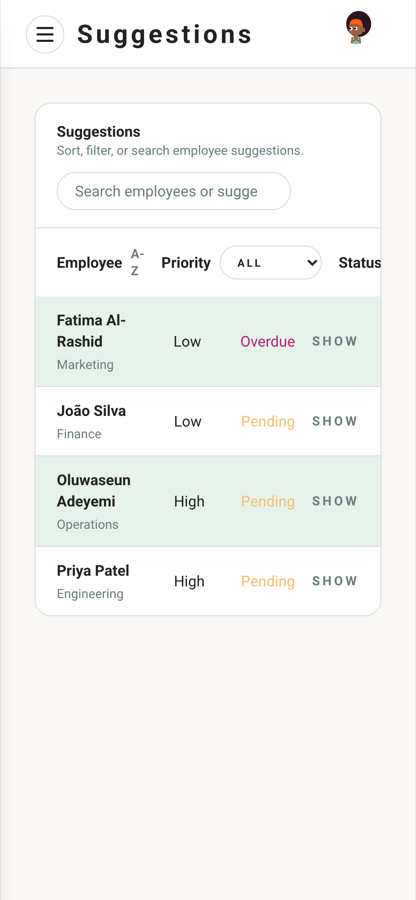 Suggestions
Suggestions
Sort, filter, or search employee suggestions.
Search employees or sugge
Employee A-Z Priority ALL Status
Fatima Al-
Rashid
Marketing
Low Overdue SHOW
João Silva
Finance
Low Pending SHOW
Oluwaseun
Adeyemi
Operations
High Pending SHOW
Priya Patel
Engineering
High Pending SHOW